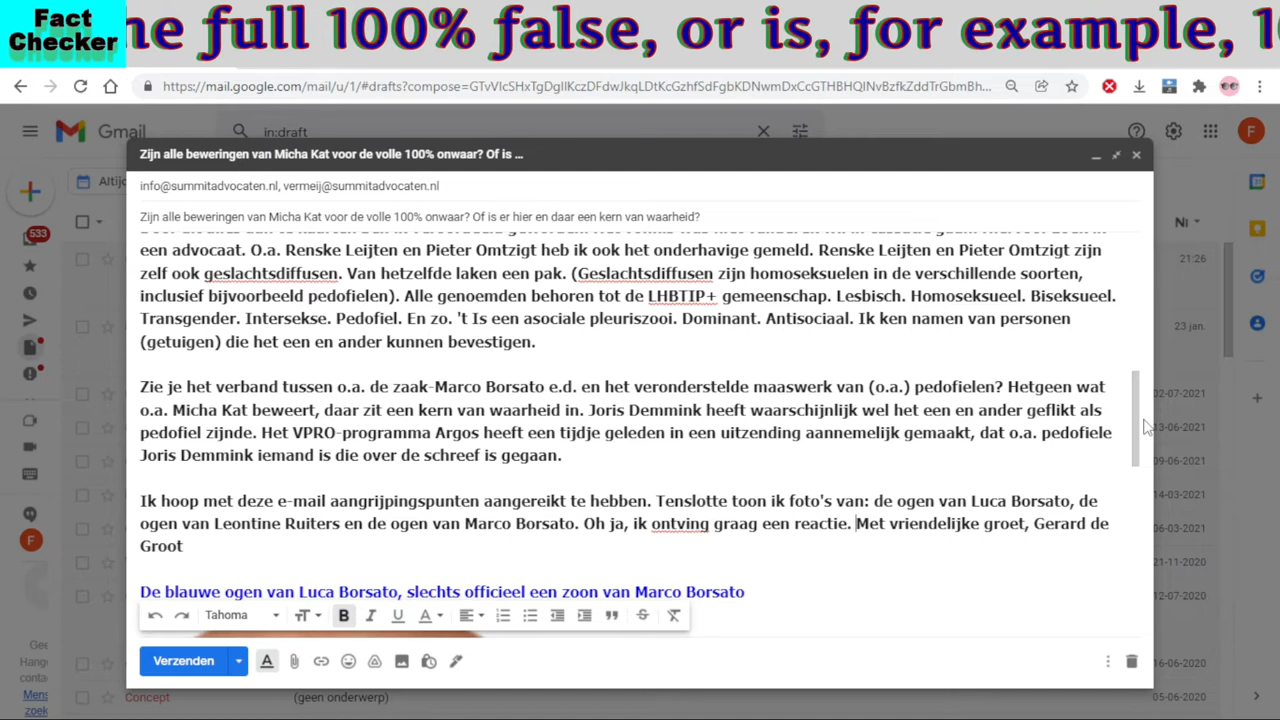 Fact
Checker
he full 100% false, or is, for example, 1
https://mail.google.com/mail/u/1/#drafts?compose=
Gmail
in:draft
F
Altij
533
Zijn alle beweringen van Micha Kat voor de volle 100% onwaar? Of is ...
info@summitadvocaten.nl, vermeij@summitadvocaten.nl
Zijn alle beweringen van Micha Kat voor de volle 100% onwaar? Of is er hier en daar een kern van waarheid?
een advocaat. O.a. Renske Leijten en Pieter Omtzigt heb ik ook het onderhavige gemeld. Renske Leijten en Pieter Omtzigt zijn
zelf ook geslachtsdiffusen. Van hetzelfde laken een pak. (Geslachtsdiffusen zijn homoseksuelen in de verschillende soorten,
inclusief bijvoorbeeld pedofielen). Alle genoemden behoren tot de LHBTIP+ gemeenschap. Lesbisch. Homoseksueel. Biseksueel.
Transgender. Intersekse. Pedofiel. En zo. 't Is een asociale pleuriszooi. Dominant. Antisociaal. Ik ken namen van personen
(getuigen) die het een en ander kunnen bevestigen.
Zie je het verband tussen o.a. de zaak-Marco Borsato e.d. en het veronderstelde maaswerk van (o.a.) pedofielen? Hetgeen wat
o.a. Micha Kat beweert, daar zit een kern van waarheid in. Joris Demmink heeft waarschijnlijk wel het een en ander geflikt als
pedofiel zijnde. Het VPRO-programma Argos heeft een tijdje geleden in een uitzending aannemelijk gemaakt, dat o.a. pedofiele
Joris Demmink iemand is die over de schreef is gegaan.
Ik hoop met deze e-mail aangrijpingspunten aangereikt te hebben. Tenslotte toon ik foto's van: de ogen van Luca Borsato, de
ogen van Leontine Ruiters en de ogen van Marco Borsato. Oh ja, ik ontving graag een reactie. Met vriendelijke groet, Gerard de
Groot
De blauwe ogen van Luca Borsato, slechts officieel een zoon van Marco Borsato
Tahoma
B I U A
Verzenden
A
21:26
23 jan.
02-07-2021
13-06-2021
09-06-2021
14-03-2021
29-06-2020
14-06-2020
12-07-2020
16-06-2020
05-06-2020
F
Gee
Hang
conta
Mens
zoek
Concept
(geen onderwerp)